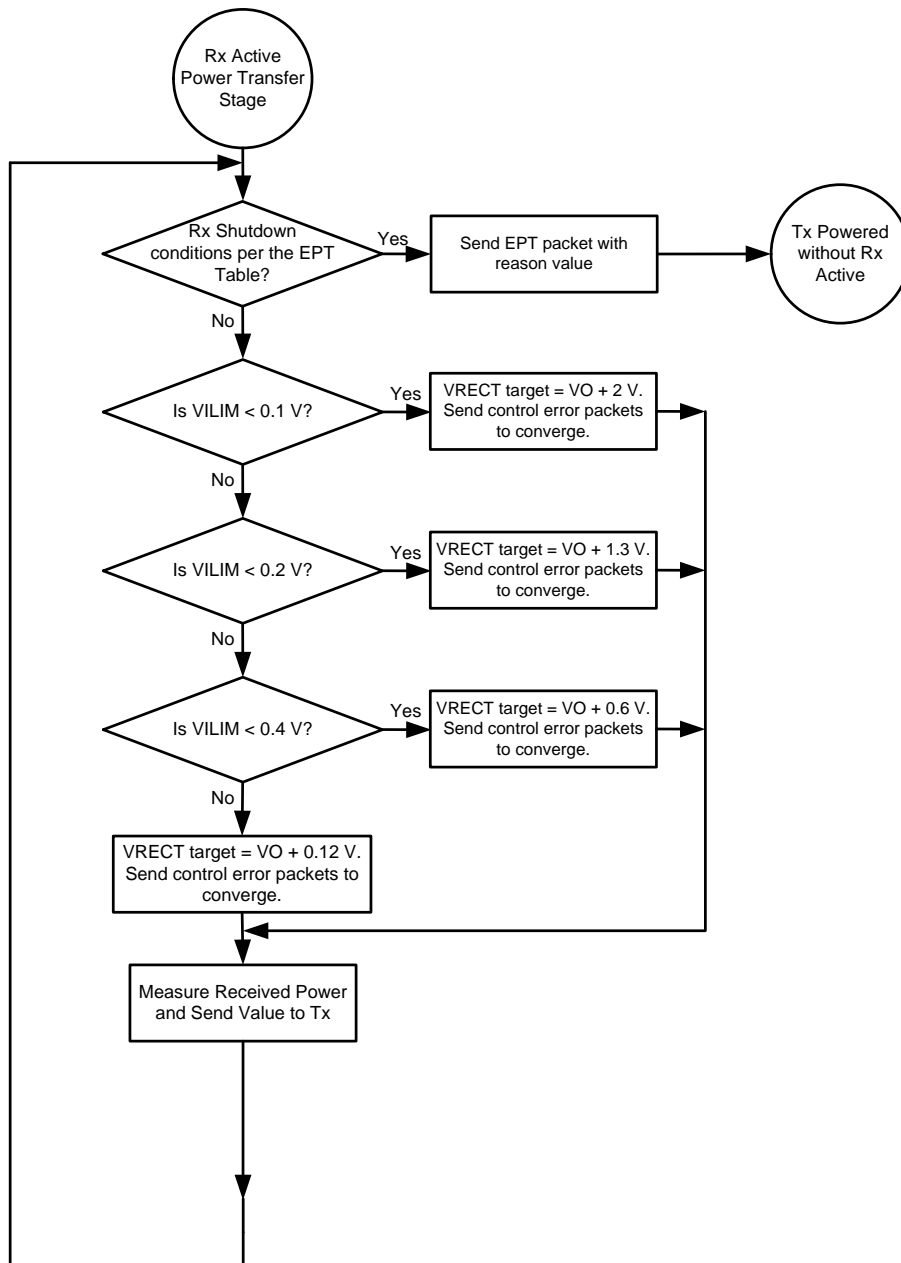 Rx Active
Power Transfer
Stage
Rx Shutdown
conditions per the EPT
Table?
Yes
Send EPT packet with
reason value
Tx Powered
without Rx
Active
No
Is VILIM < 0.1 V?
Yes
VRECT target = VO + 2 V.
Send control error packets
to converge.
No
Is VILIM < 0.2 V?
Yes
VRECT target = VO + 1.3 V.
Send control error packets
to converge.
No
Is VILIM < 0.4 V?
Yes
VRECT target = VO + 0.6 V.
Send control error packets
to converge.
No
VRECT target = VO + 0.12 V.
Send control error packets to
converge.
Measure Received Power
and Send Value to Tx